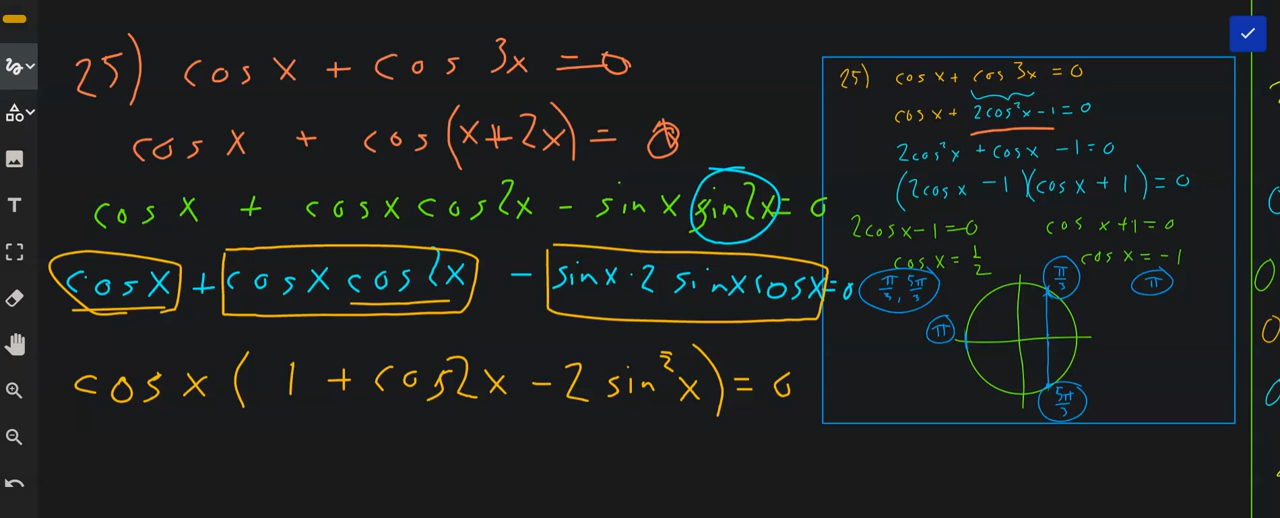 25) cos x + cos 3x = 0
cos x + cos(x+2x) = 0
cos x + cos x cos 2x - sin x sin 2x = 0
cos x + cos x cos 2x - sin x · 2 sin x cos x = 0
cos x (1 + cos 2x - 2 sin² x) = 0
25) cos x + cos 3x = 0
cos x + 2cos² x - 1 = 0
2cos² x + cos x - 1 = 0
(2cos x - 1)(cos x + 1) = 0
2cos x - 1 = 0 cos x + 1 = 0
cos x = 1/2 cos x = -1
π/3, 5π/3 π/3 π
π
5π/3
T